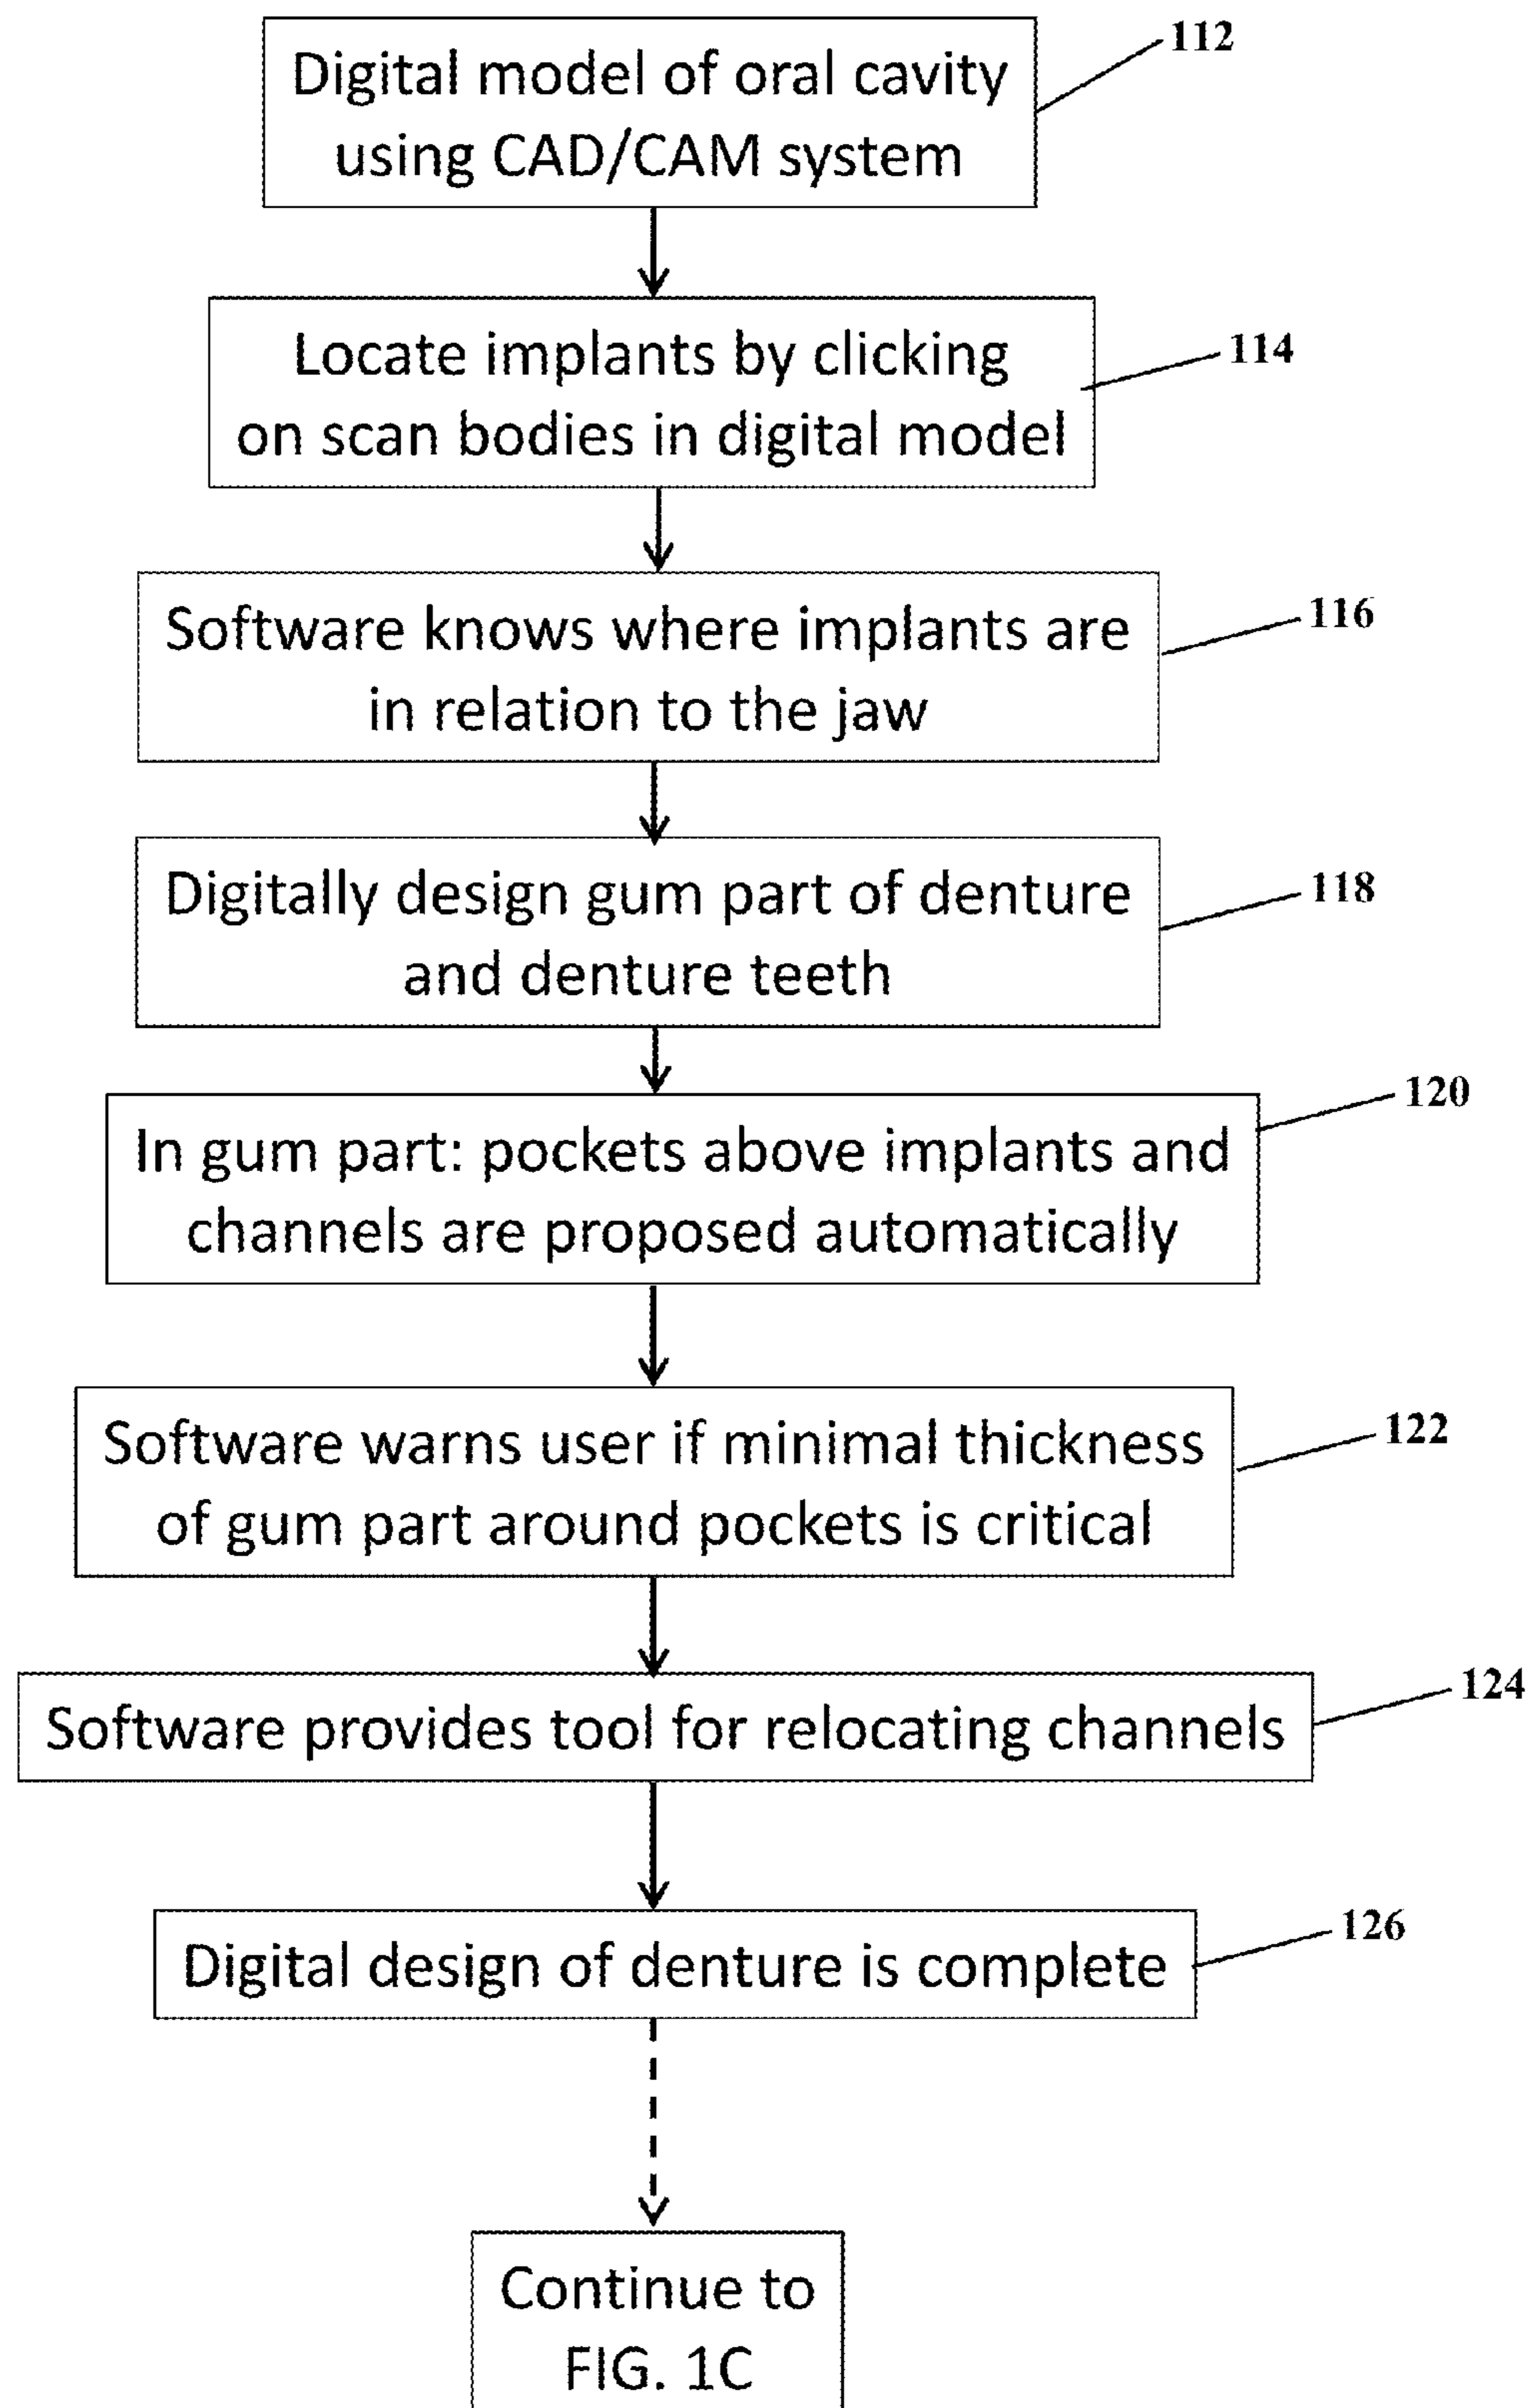 Digital model of oral cavity
using CAD/CAM system
112
Locate implants by clicking
on scan bodies in digital model
114
Software knows where implants are
in relation to the jaw
116
Digitally design gum part of denture
and denture teeth
118
In gum part: pockets above implants and
channels are proposed automatically
120
Software warns user if minimal thickness
of gum part around pockets is critical
122
Software provides tool for relocating channels
124
Digital design of denture is complete
126
Continue to
FIG. 1C